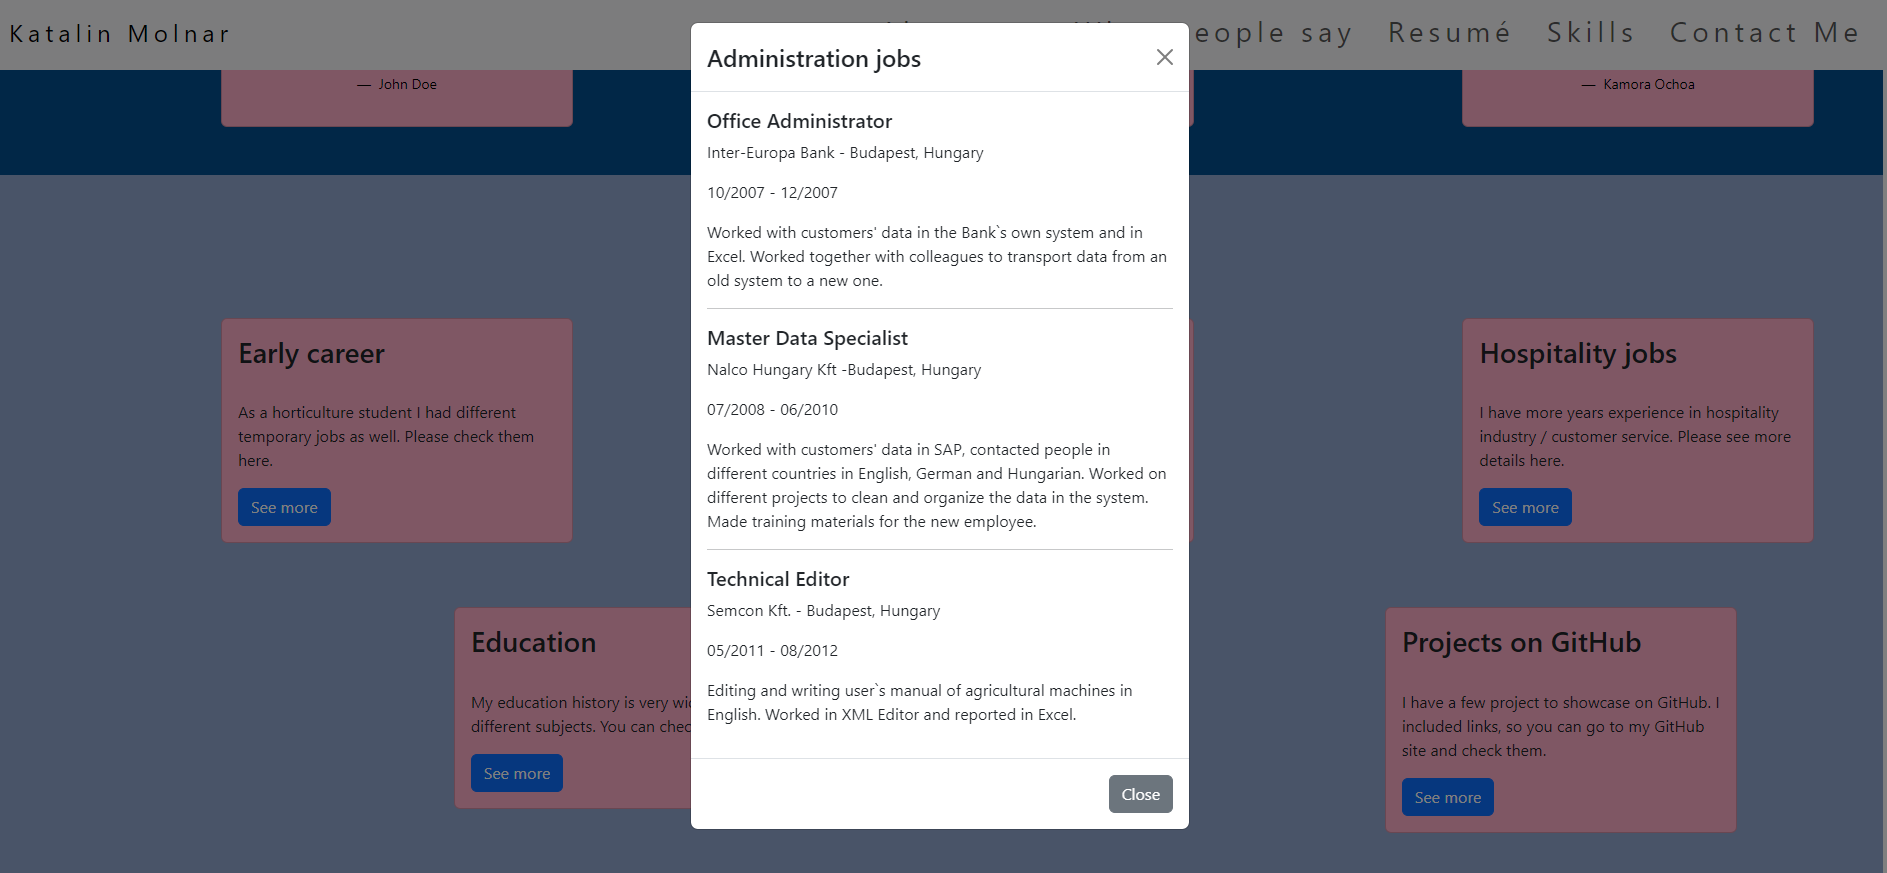 Katalin Molnar
people say
Resumé
Skills
Contact Me
— John Doe
— Kamora Ochoa
Administration jobs
Office Administrator
Inter-Europa Bank - Budapest, Hungary
10/2007 - 12/2007
Worked with customers' data in the Bank`s own system and in
Excel. Worked together with colleagues to transport data from an
old system to a new one.
Master Data Specialist
Nalco Hungary Kft -Budapest, Hungary
07/2008 - 06/2010
Worked with customers' data in SAP, contacted people in
different countries in English, German and Hungarian. Worked on
different projects to clean and organize the data in the system.
Made training materials for the new employee.
Technical Editor
Semcon Kft. - Budapest, Hungary
05/2011 - 08/2012
Editing and writing user`s manual of agricultural machines in
English. Worked in XML Editor and reported in Excel.
Close
Early career
As a horticulture student I had different
temporary jobs as well. Please check them
here.
See more
Hospitality jobs
I have more years experience in hospitality
industry / customer service. Please see more
details here.
See more
Education
My education history is very
different subjects. You can
See more
Projects on GitHub
I have a few project to showcase on GitHub. I
included links, so you can go to my GitHub
site and check them.
See more